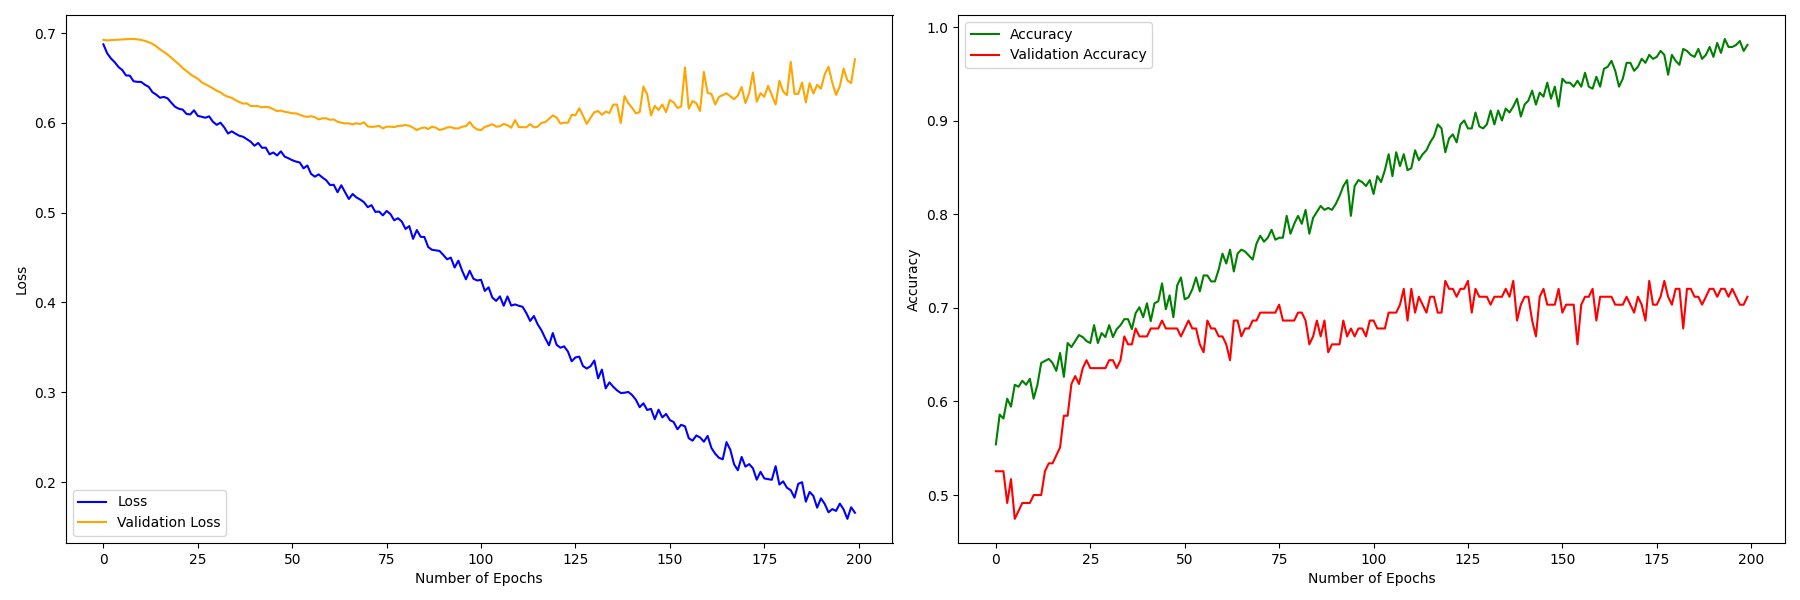 0.7
0.6
0.5
0.4
0.3
0.2
Loss
Loss
Validation Loss
0 25 50 75 100 125 150 175 200
Number of Epochs
1.0
0.9
0.8
0.7
0.6
0.5
Accuracy
Accuracy
Validation Accuracy
0 25 50 75 100 125 150 175 200
Number of Epochs